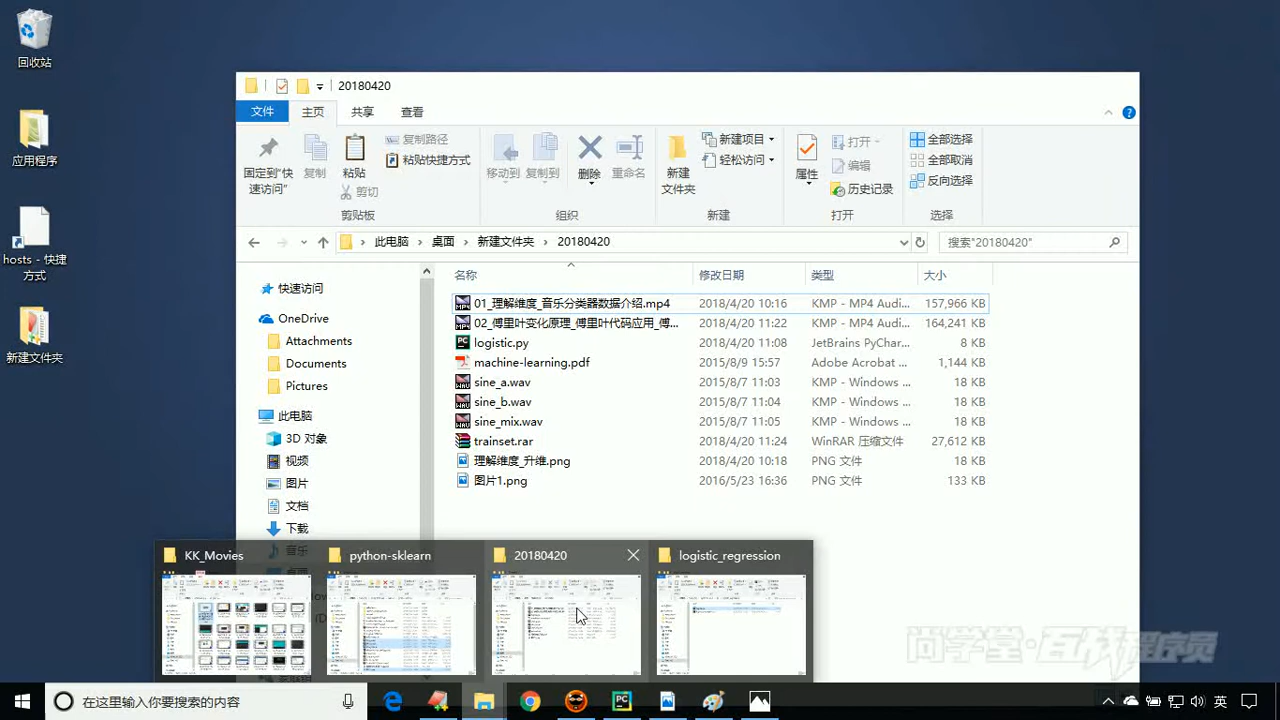 回收站
应用程序
hosts - 快捷
方式
新建文件夹
20180420
文件 主页 共享 查看
固定到"快
速访问"
复制
粘贴
复制路径
粘贴快捷方式
剪切
剪贴板
移动到 复制到 删除 重命名
组织
新建
文件夹
新建项目
轻松访问
新建
属性
打开
编辑
历史记录
打开
全部选择
全部取消
反向选择
选择
此电脑 桌面 新建文件夹 20180420
搜索"20180420"
快速访问
OneDrive
Attachments
Documents
Pictures
此电脑
3D 对象
视频
图片
文档
下载
音乐
名称 修改日期 类型 大小
01_理解维度_音乐分类器数据介绍.mp4 2018/4/20 10:16 KMP - MP4 Audi... 157,966 KB
02_傅里叶变化原理_傅里叶代码应用_傅... 2018/4/20 11:22 KMP - MP4 Audi... 164,241 KB
logistic.py 2018/4/20 11:08 JetBrains PyChar... 8 KB
machine-learning.pdf 2015/8/9 15:57 Adobe Acrobat ... 1,144 KB
sine_a.wav 2015/8/7 11:03 KMP - Windows ... 18 KB
sine_b.wav 2015/8/7 11:04 KMP - Windows ... 18 KB
sine_mix.wav 2015/8/7 11:05 KMP - Windows ... 18 KB
trainset.rar 2018/4/20 11:24 WinRAR 压缩文件 27,612 KB
理解维度_升维.png 2018/4/20 10:18 PNG 文件 18 KB
图片1.png 2016/5/23 16:36 PNG 文件 133 KB
KK_Movies
python-sklearn
20180420
logistic_regression
在这里输入你要搜索的内容
英